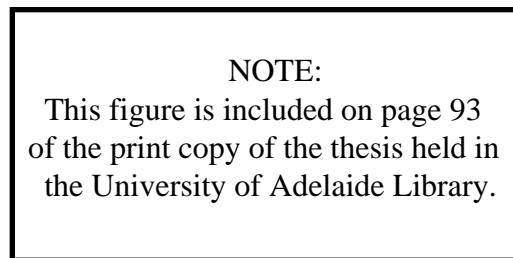 NOTE:
This figure is included on page 93
of the print copy of the thesis held in
the University of Adelaide Library.